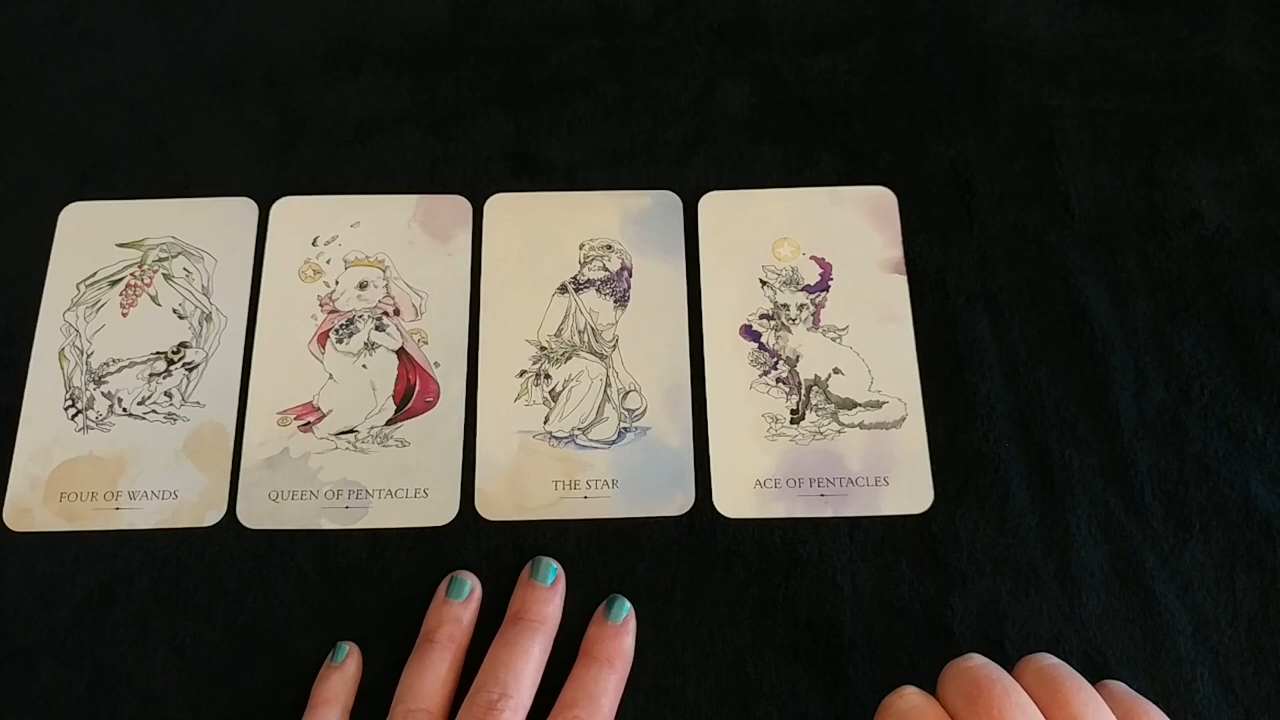 FOUR OF WANDS
QUEEN OF PENTACLES
THE STAR
ACE OF PENTACLES